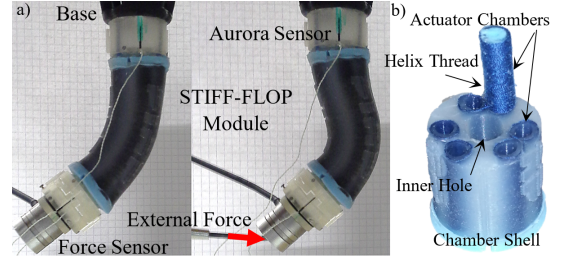 a)
Base
Aurora Sensor
STIFF-FLOP
Module
External Force
Force Sensor
b)
Actuator Chambers
Helix Thread
Inner Hole
Chamber Shell